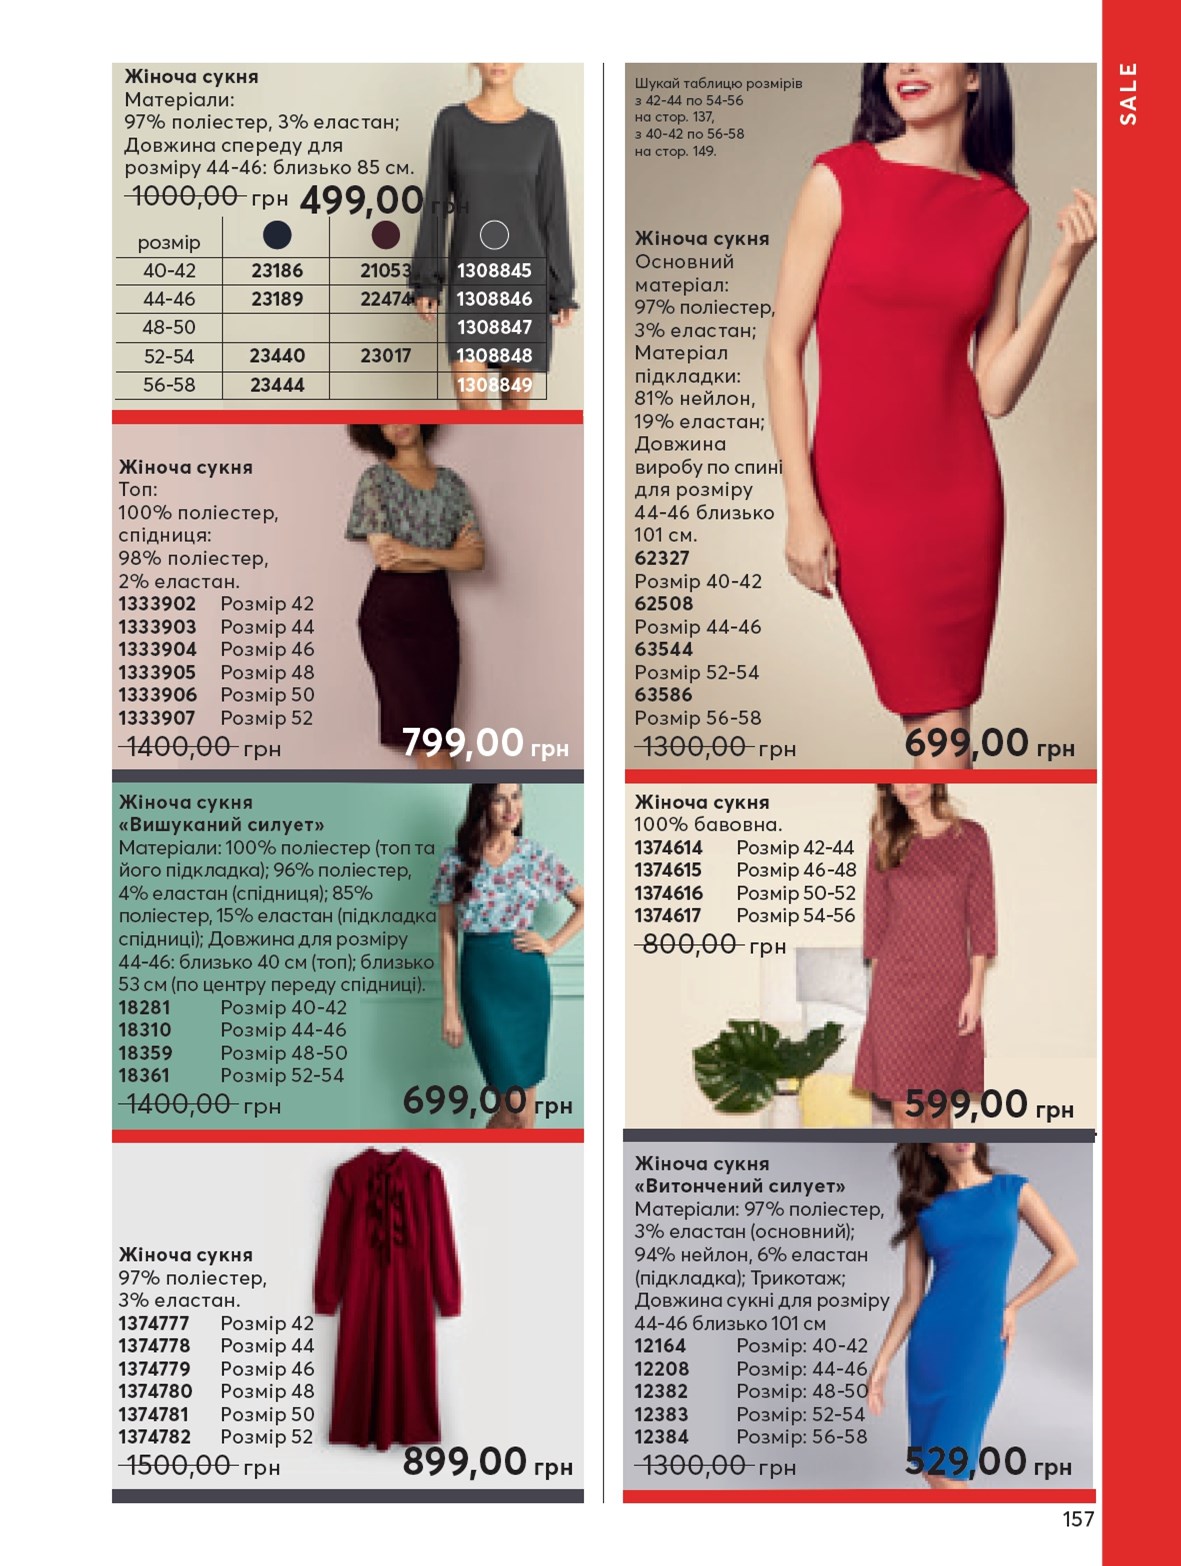 SALE
Жіноча сукня
Матеріали:
97% поліестер, 3% еластан;
Довжина спереду для
розміру 44-46: близько 85 см.
1000,00 грн 499,00 грн
розмір
40-42 23186 21053 1308845
44-46 23189 22474 1308846
48-50 1308847
52-54 23440 23017 1308848
56-58 23444 1308849
Жіноча сукня
Топ:
100% поліестер,
спідниця:
98% поліестер,
2% еластан.
1333902 Розмір 42
1333903 Розмір 44
1333904 Розмір 46
1333905 Розмір 48
1333906 Розмір 50
1333907 Розмір 52
1400,00 грн 799,00 грн
Жіноча сукня
«Вишуканий силует»
Матеріали: 100% поліестер (топ та
його підкладка); 96% поліестер,
4% еластан (спідниця); 85%
поліестер, 15% еластан (підкладка
спідниці); Довжина для розміру
44-46: близько 40 см (топ); близько
53 см (по центру переду спідниці).
18281 Розмір 40-42
18310 Розмір 44-46
18359 Розмір 48-50
18361 Розмір 52-54
1400,00 грн 699,00 грн
Жіноча сукня
97% поліестер,
3% еластан.
1374777 Розмір 42
1374778 Розмір 44
1374779 Розмір 46
1374780 Розмір 48
1374781 Розмір 50
1374782 Розмір 52
1500,00 грн 899,00 грн
Шукай таблицю розмірів
з 42-44 по 54-56
на стор. 137,
з 40-42 по 56-58
на стор. 149.
Жіноча сукня
Основний
матеріал:
97% поліестер,
3% еластан;
Матеріал
підкладки:
81% нейлон,
19% еластан;
Довжина
виробу по спині
для розміру
44-46 близько
101 см.
62327
Розмір 40-42
62508
Розмір 44-46
63544
Розмір 52-54
63586
Розмір 56-58
1300,00 грн 699,00 грн
Жіноча сукня
100% бавовна.
1374614 Розмір 42-44
1374615 Розмір 46-48
1374616 Розмір 50-52
1374617 Розмір 54-56
800,00 грн
599,00 грн
Жіноча сукня
«Витончений силует»
Матеріали: 97% поліестер,
3% еластан (основний);
94% нейлон, 6% еластан
(підкладка); Трикотаж;
Довжина сукні для розміру
44-46 близько 101 см
12164 Розмір: 40-42
12208 Розмір: 44-46
12382 Розмір: 48-50
12383 Розмір: 52-54
12384 Розмір: 56-58
1300,00 грн 529,00 грн
157